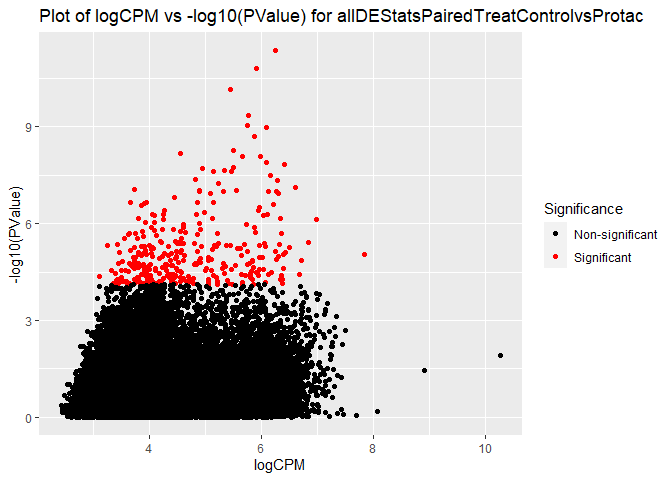 Plot of logCPM vs -log10(PValue) for allDEStatsPairedTreatControlvsProtac
9
6
3
0
-log10(PValue)
4 6 8 10
logCPM
Significance
Non-significant
Significant